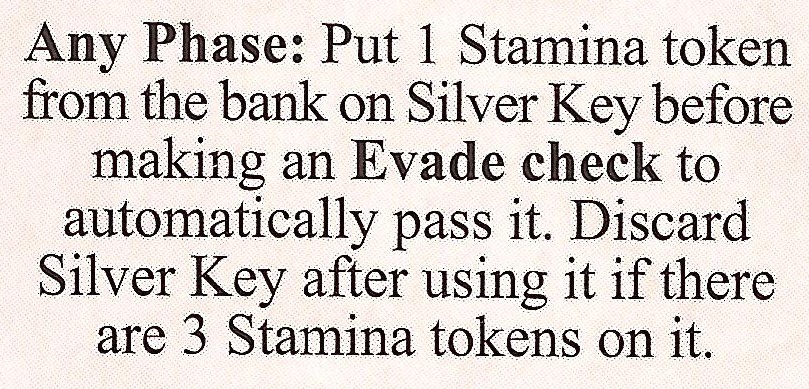 Any Phase: Put 1 Stamina token
from the bank on Silver Key before
making an Evade check to
automatically pass it. Discard
Silver Key after using it if there
are 3 Stamina tokens on it.